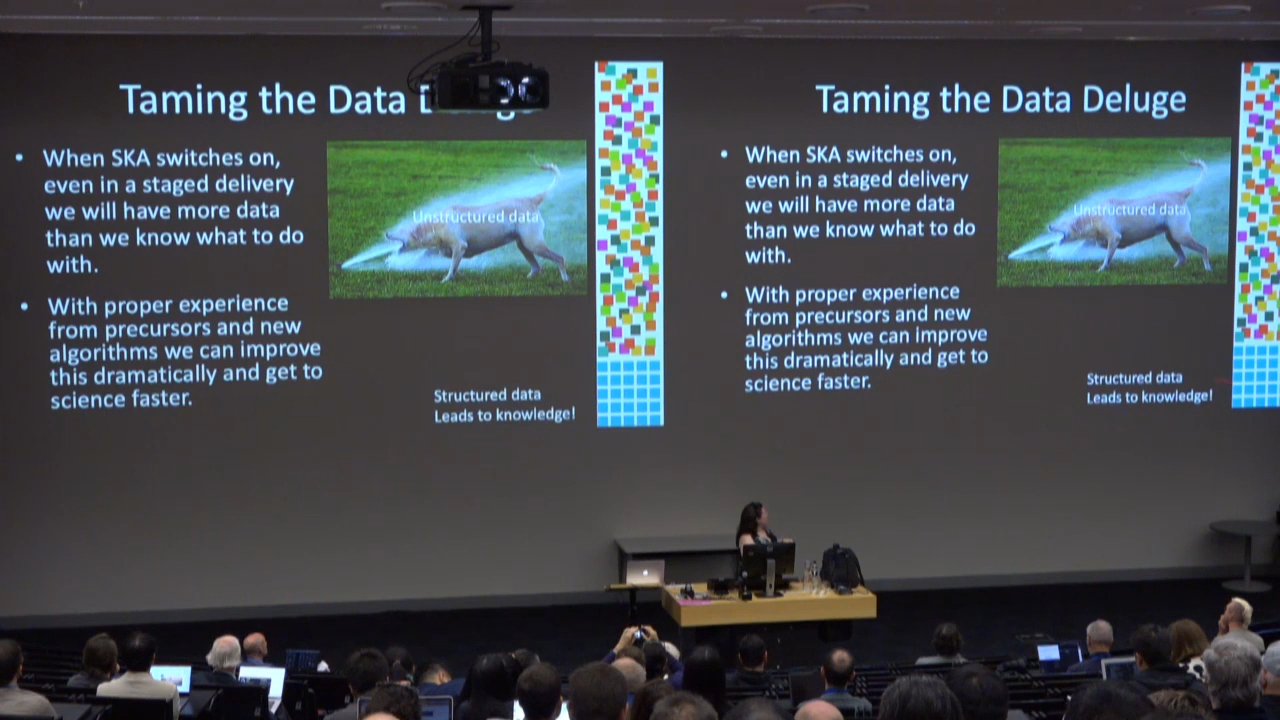 Taming the Data
When SKA switches on,
even in a staged delivery
we will have more data
than we know what to do
with.
With proper experience
from precursors and new
algorithms we can improve
this dramatically and get to
science faster.
Unstructured data
Structured data
Leads to knowledge!
Taming the Data Deluge
When SKA switches on,
even in a staged delivery
we will have more data
than we know what to do
with.
With proper experience
from precursors and new
algorithms we can improve
this dramatically and get to
science faster.
Unstructured data
Structured data
Leads to knowledge!